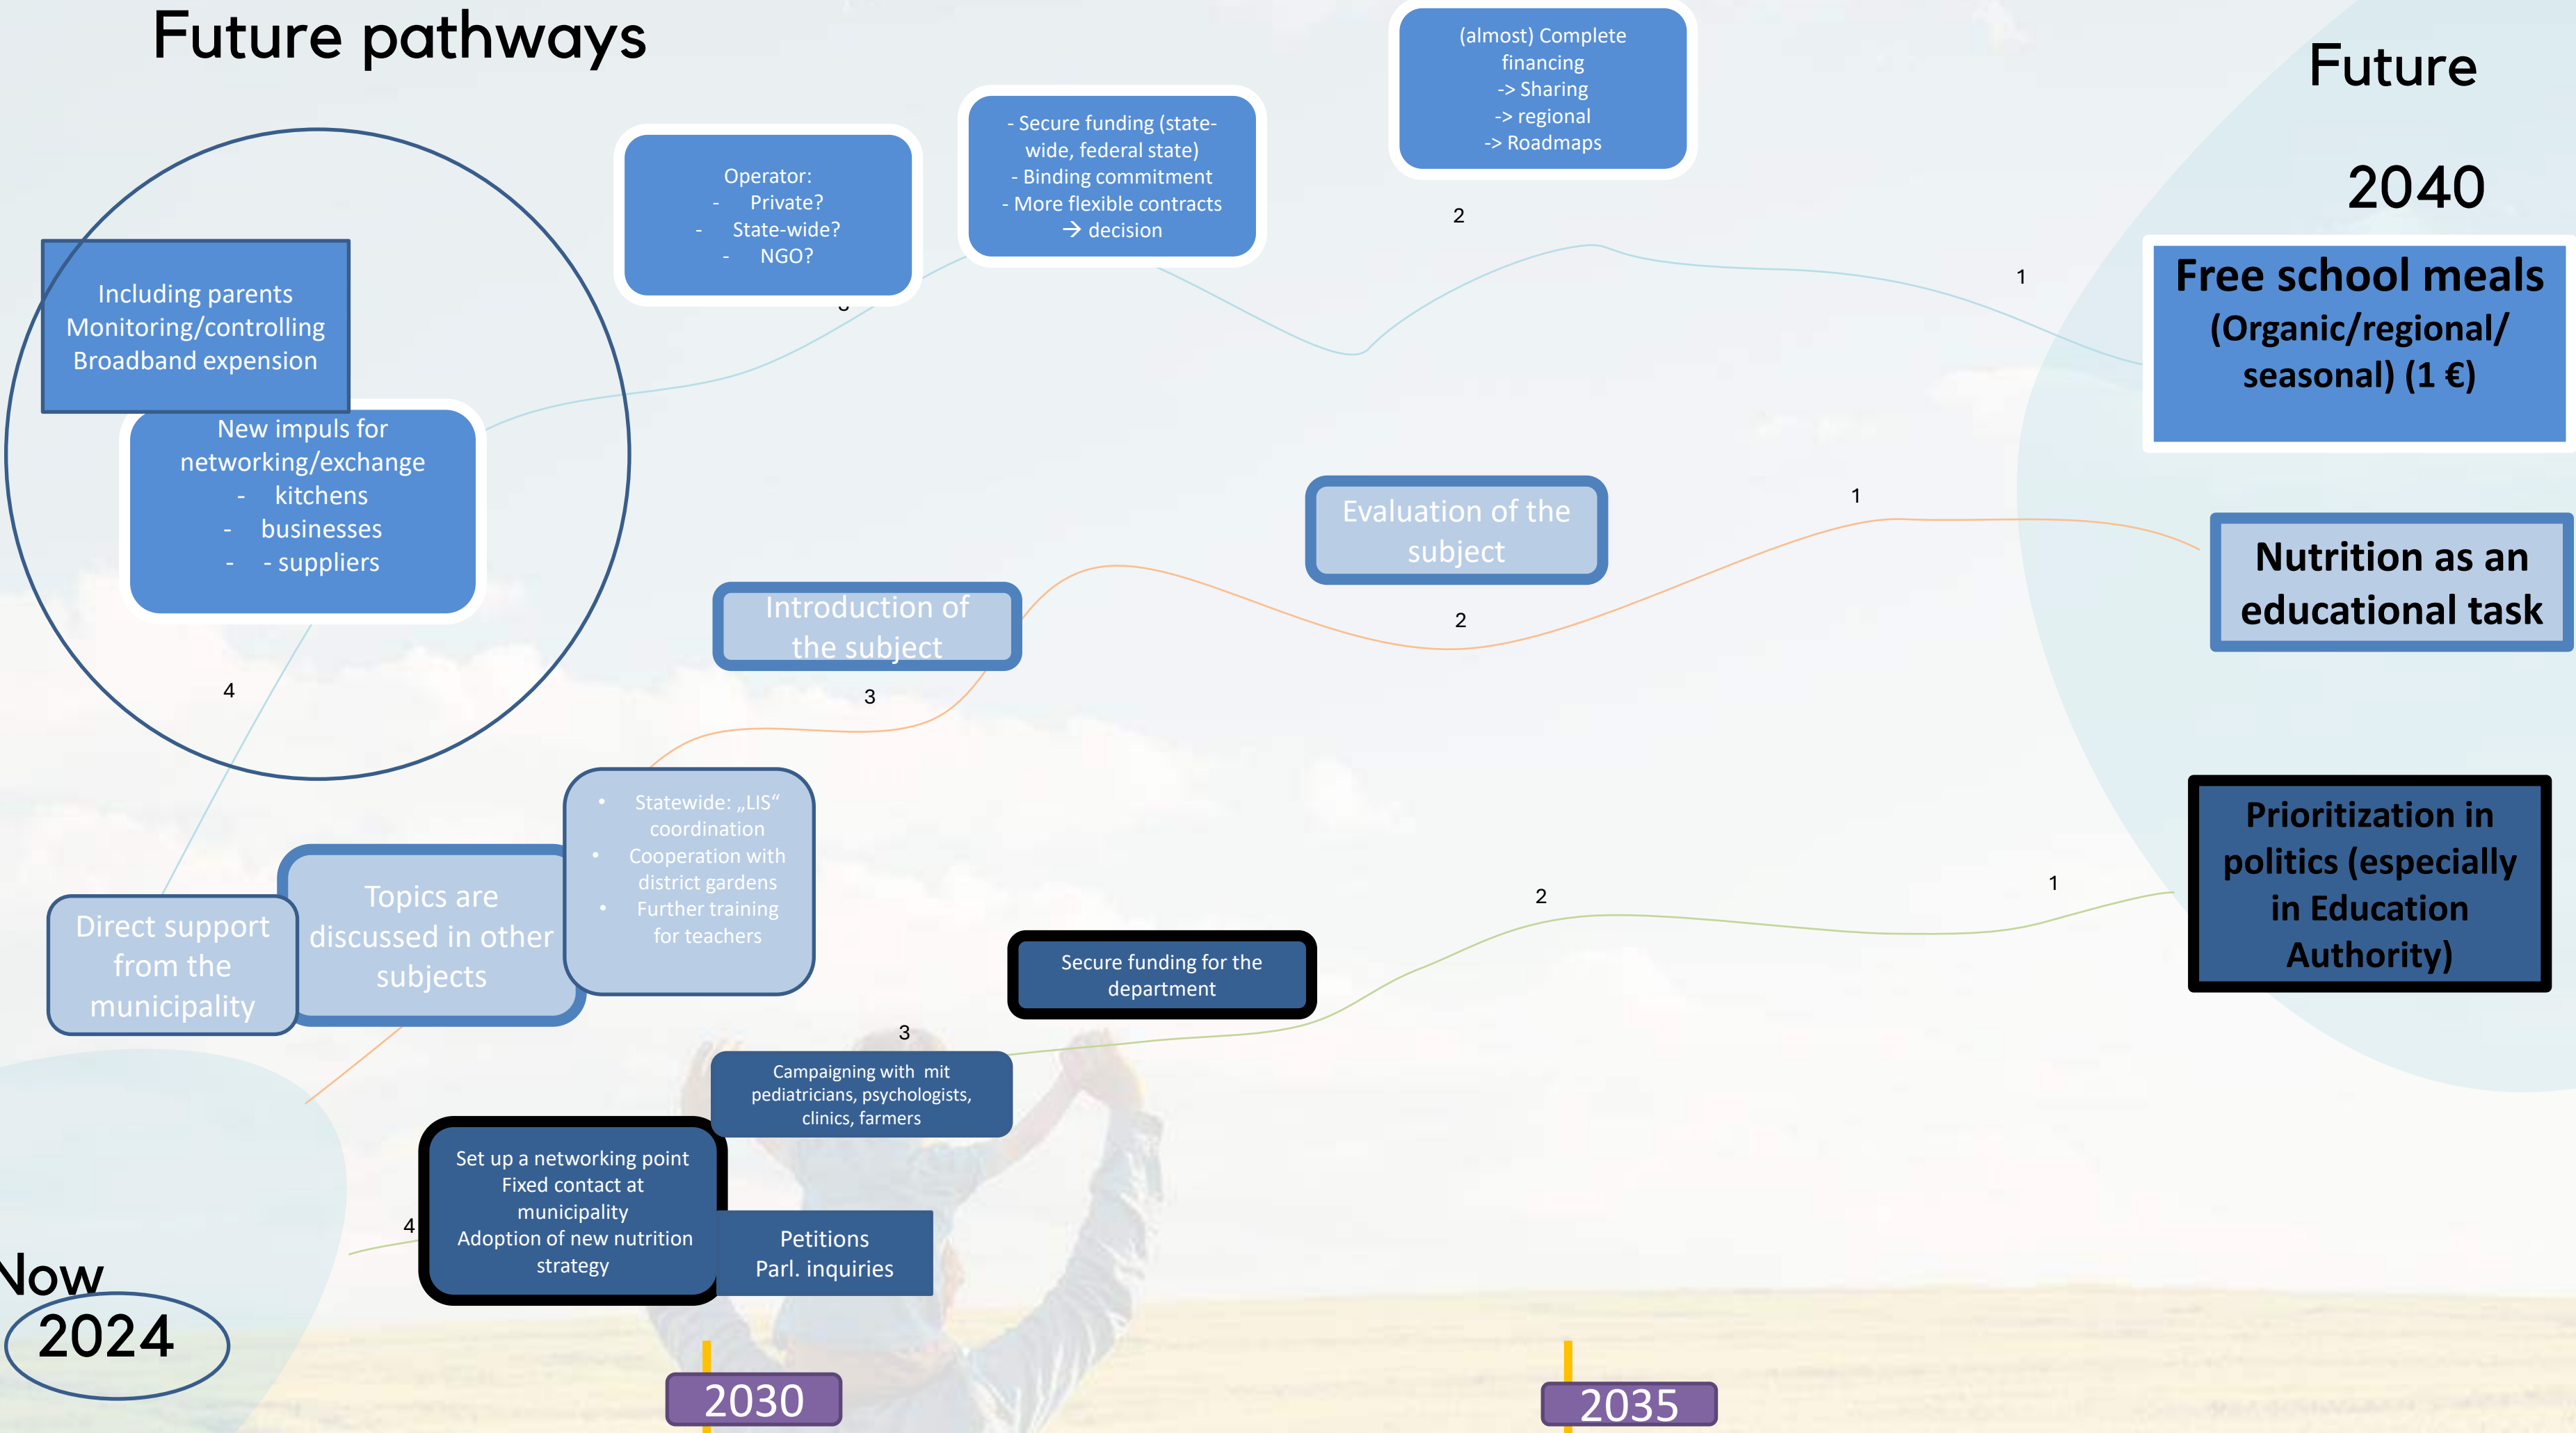 Future pathways
(almost) Complete
financing
-> Sharing
-> regional
-> Roadmaps
Future
2040
- Secure funding (state-
wide, federal state)
- Binding commitment
- More flexible contracts
→ decision
Operator:
- Private?
- State-wide?
- NGO?
2
1
Including parents
Monitoring/controlling
Broadband expension
Free school meals
(Organic/regional/
seasonal) (1 €)
New impuls for
networking/exchange
- kitchens
- businesses
- - suppliers
4
Evaluation of the
subject
1
2
Introduction of
the subject
3
Nutrition as an
educational task
• Statewide: „LIS“
coordination
• Cooperation with
district gardens
• Further training
for teachers
Topics are
discussed in other
subjects
Direct support
from the
municipality
Prioritization in
politics (especially
in Education
Authority)
2
1
Secure funding for the
department
3
Campaigning with mit
pediatricians, psychologists,
clinics, farmers
4
Set up a networking point
Fixed contact at
municipality
Adoption of new nutrition
strategy
Petitions
Parl. inquiries
Now
2024
2030
2035